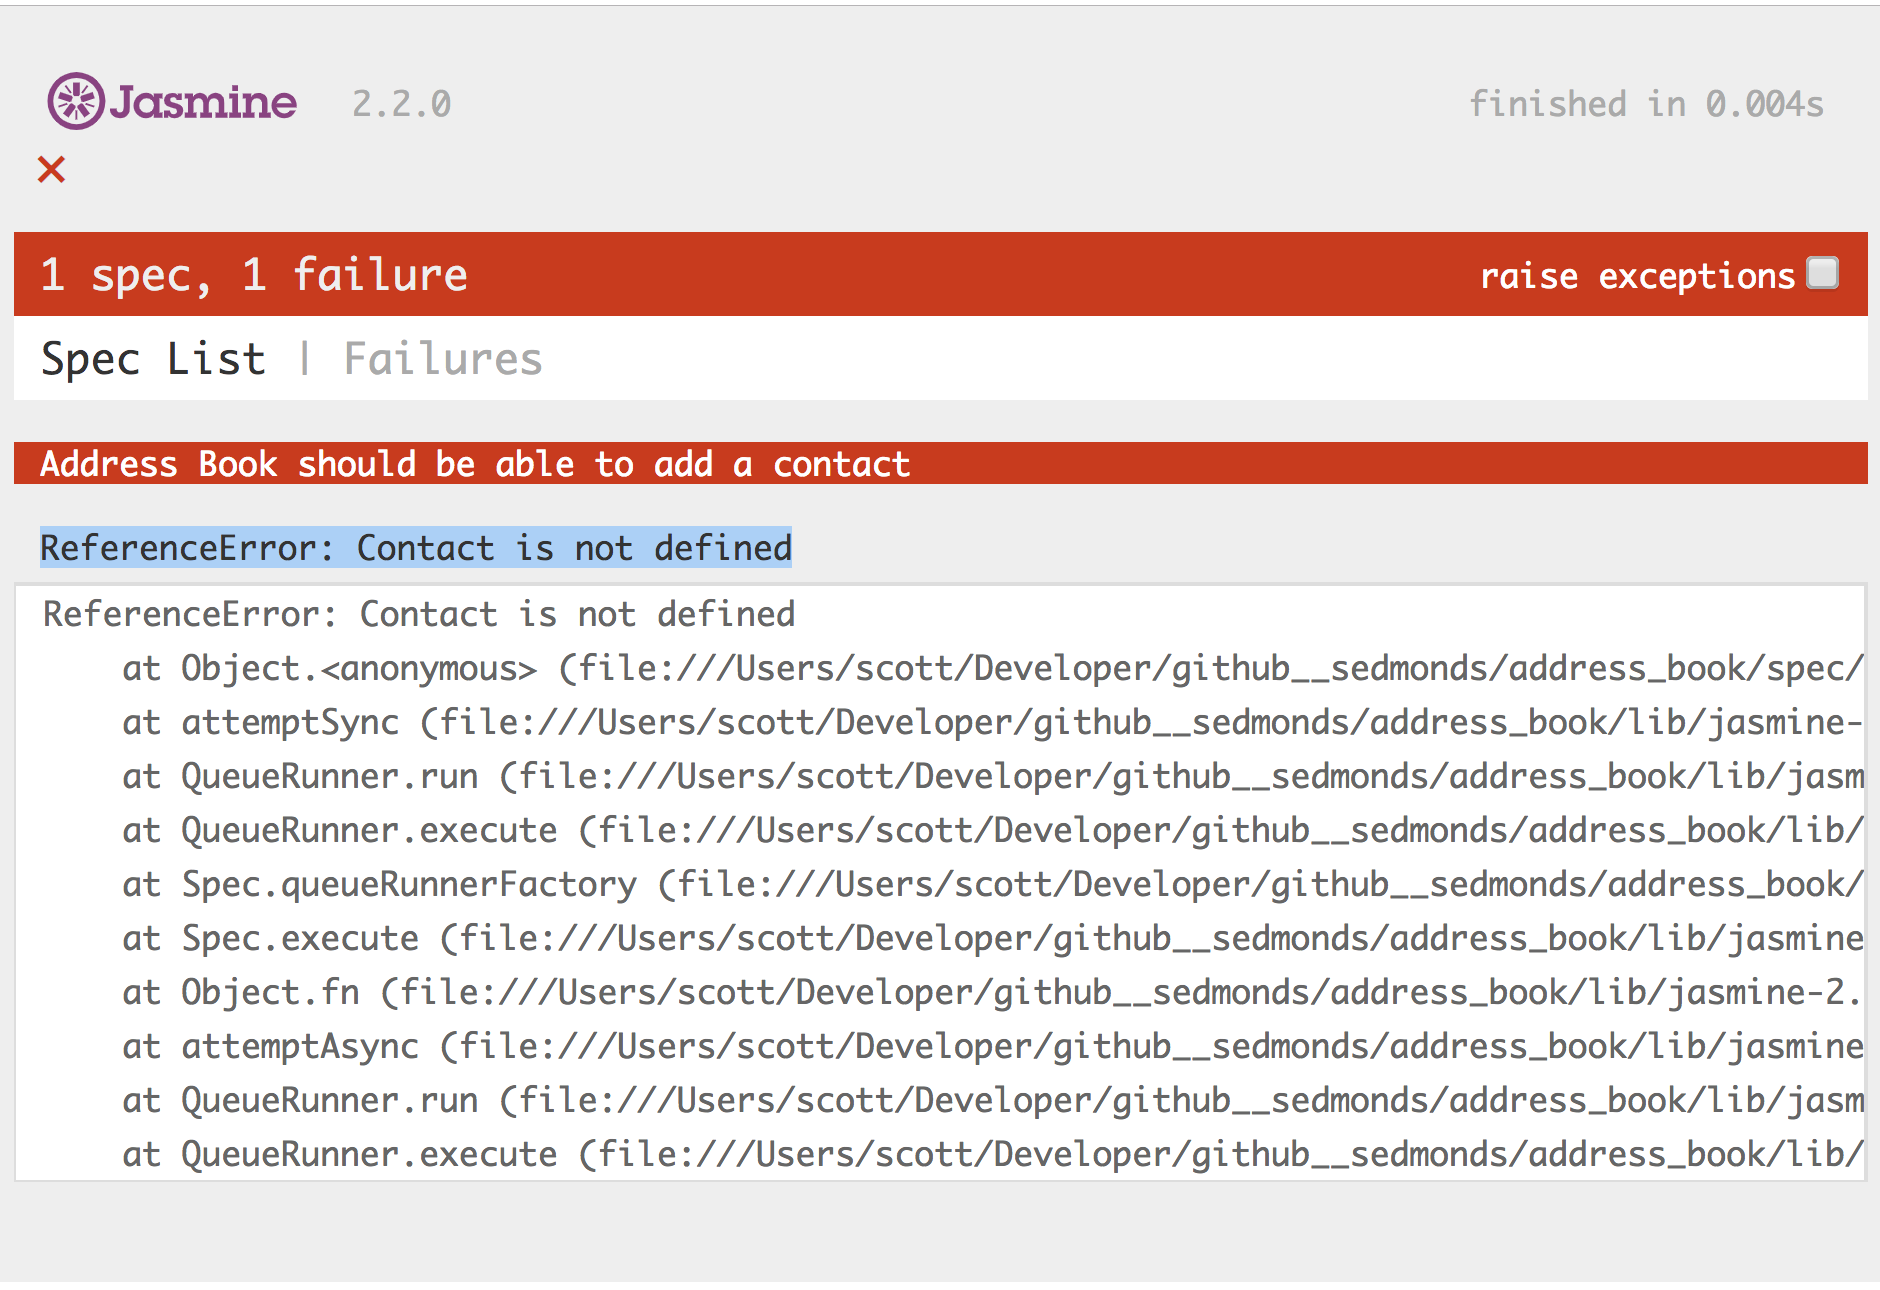 Jasmine 2.2.0 finished in 0.004s
×
1 spec, 1 failure raise exceptions
Spec List | Failures
Address Book should be able to add a contact
ReferenceError: Contact is not defined
ReferenceError: Contact is not defined
at Object.<anonymous> (file:///Users/scott/Developer/github__sedmonds/address_book/spec/
at attemptSync (file:///Users/scott/Developer/github__sedmonds/address_book/lib/jasmine-
at QueueRunner.run (file:///Users/scott/Developer/github__sedmonds/address_book/lib/jasm
at QueueRunner.execute (file:///Users/scott/Developer/github__sedmonds/address_book/lib/
at Spec.queueRunnerFactory (file:///Users/scott/Developer/github__sedmonds/address_book/
at Spec.execute (file:///Users/scott/Developer/github__sedmonds/address_book/lib/jasmine
at Object.fn (file:///Users/scott/Developer/github__sedmonds/address_book/lib/jasmine-2.
at attemptAsync (file:///Users/scott/Developer/github__sedmonds/address_book/lib/jasmine
at QueueRunner.run (file:///Users/scott/Developer/github__sedmonds/address_book/lib/jasm
at QueueRunner.execute (file:///Users/scott/Developer/github__sedmonds/address_book/lib/